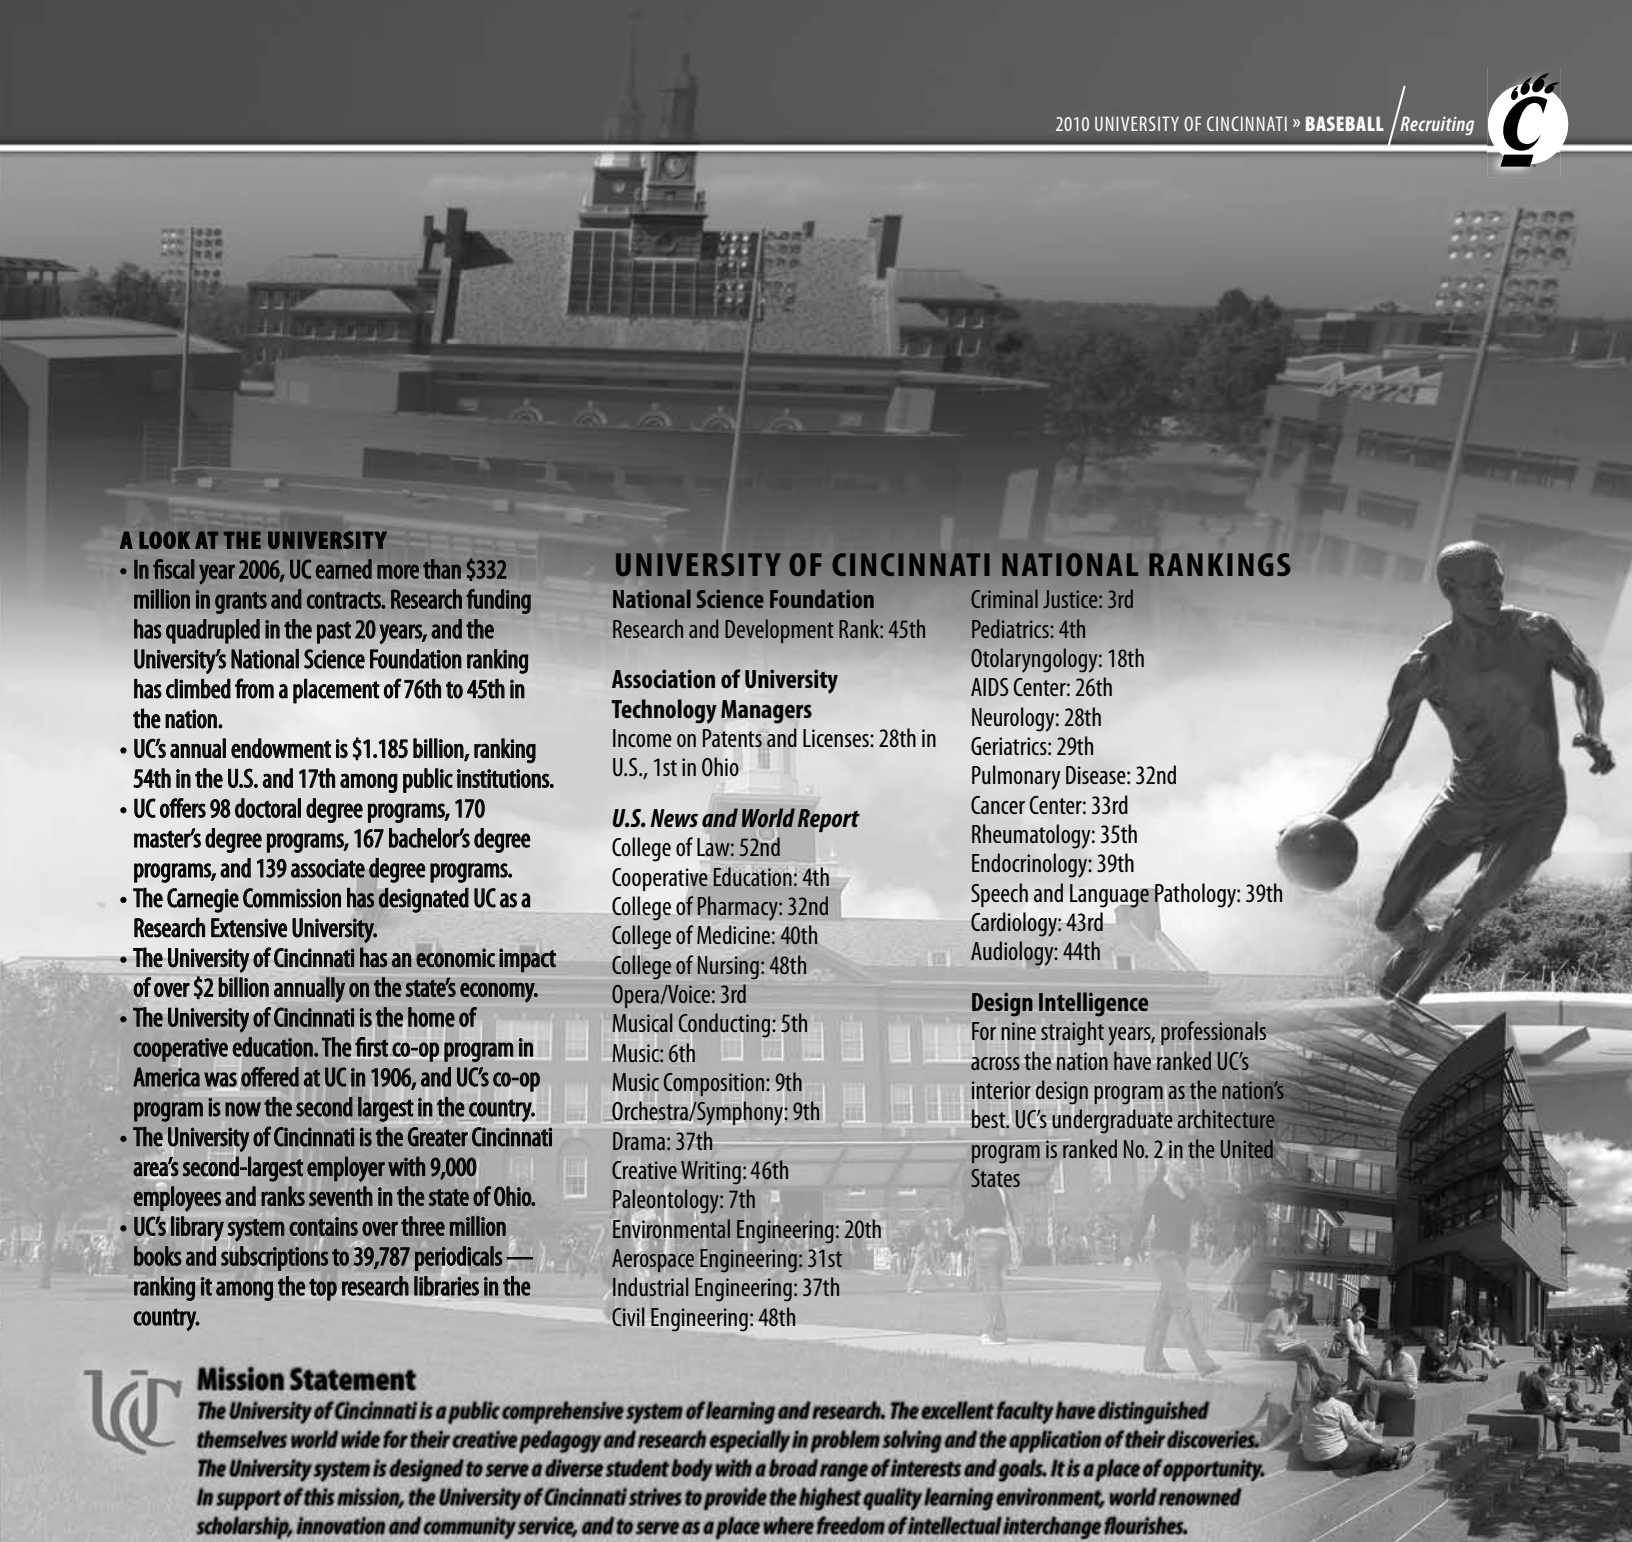 2010 UNIVERSITY OF CINCINNATI » BASEBALL / Recruiting
C
A LOOK AT THE UNIVERSITY
• In fiscal year 2006, UC earned more than $332
million in grants and contracts. Research funding
has quadrupled in the past 20 years, and the
University’s National Science Foundation ranking
has climbed from a placement of 76th to 45th in
the nation.
• UC’s annual endowment is $1.185 billion, ranking
54th in the U.S. and 17th among public institutions.
• UC offers 98 doctoral degree programs, 170
master’s degree programs, 167 bachelor’s degree
programs, and 139 associate degree programs.
• The Carnegie Commission has designated UC as a
Research Extensive University.
• The University of Cincinnati has an economic impact
of over $2 billion annually on the state’s economy.
• The University of Cincinnati is the home of
cooperative education. The first co-op program in
America was offered at UC in 1906, and UC’s co-op
program is now the second largest in the country.
• The University of Cincinnati is the Greater Cincinnati
area’s second-largest employer with 9,000
employees and ranks seventh in the state of Ohio.
• UC’s library system contains over three million
books and subscriptions to 39,787 periodicals —
ranking it among the top research libraries in the
country.
UNIVERSITY OF CINCINNATI NATIONAL RANKINGS
National Science Foundation
Research and Development Rank: 45th
Association of University
Technology Managers
Income on Patents and Licenses: 28th in
U.S., 1st in Ohio
U.S. News and World Report
College of Law: 52nd
Cooperative Education: 4th
College of Pharmacy: 32nd
College of Medicine: 40th
College of Nursing: 48th
Opera/Voice: 3rd
Musical Conducting: 5th
Music: 6th
Music Composition: 9th
Orchestra/Symphony: 9th
Drama: 37th
Creative Writing: 46th
Paleontology: 7th
Environmental Engineering: 20th
Aerospace Engineering: 31st
Industrial Engineering: 37th
Civil Engineering: 48th
Criminal Justice: 3rd
Pediatrics: 4th
Otolaryngology: 18th
AIDS Center: 26th
Neurology: 28th
Geriatrics: 29th
Pulmonary Disease: 32nd
Cancer Center: 33rd
Rheumatology: 35th
Endocrinology: 39th
Speech and Language Pathology: 39th
Cardiology: 43rd
Audiology: 44th
Design Intelligence
For nine straight years, professionals
across the nation have ranked UC’s
interior design program as the nation’s
best. UC’s undergraduate architecture
program is ranked No. 2 in the United
States
UC
Mission Statement
The University of Cincinnati is a public comprehensive system of learning and research. The excellent faculty have distinguished
themselves world wide for their creative pedagogy and research especially in problem solving and the application of their discoveries.
The University system is designed to serve a diverse student body with a broad range of interests and goals. It is a place of opportunity.
In support of this mission, the University of Cincinnati strives to provide the highest quality learning environment, world renowned
scholarship, innovation and community service, and to serve as a place where freedom of intellectual interchange flourishes.